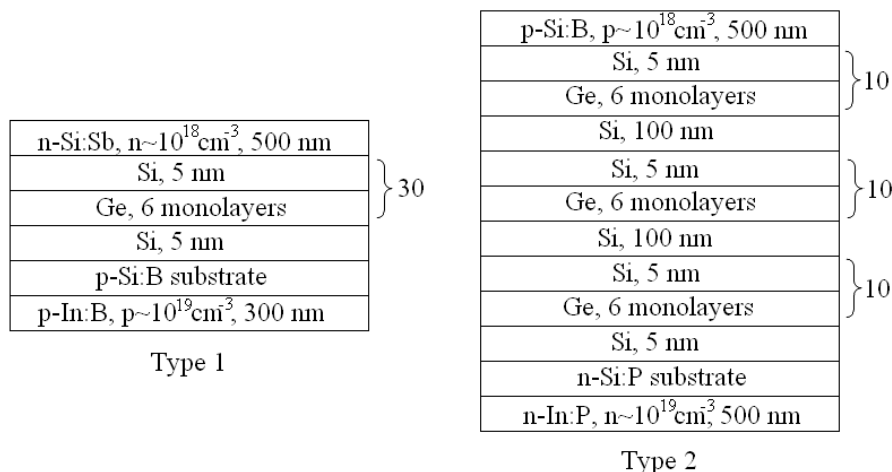 n-Si:Sb, n~10¹⁸cm⁻³, 500 nm
Si, 5 nm
Ge, 6 monolayers
30
Si, 5 nm
p-Si:B substrate
p-In:B, p~10¹⁹cm⁻³, 300 nm
Type 1
p-Si:B, p~10¹⁸cm⁻³, 500 nm
Si, 5 nm
Ge, 6 monolayers
10
Si, 100 nm
Si, 5 nm
Ge, 6 monolayers
10
Si, 100 nm
Si, 5 nm
Ge, 6 monolayers
10
Si, 5 nm
n-Si:P substrate
n-In:P, n~10¹⁹cm⁻³, 500 nm
Type 2